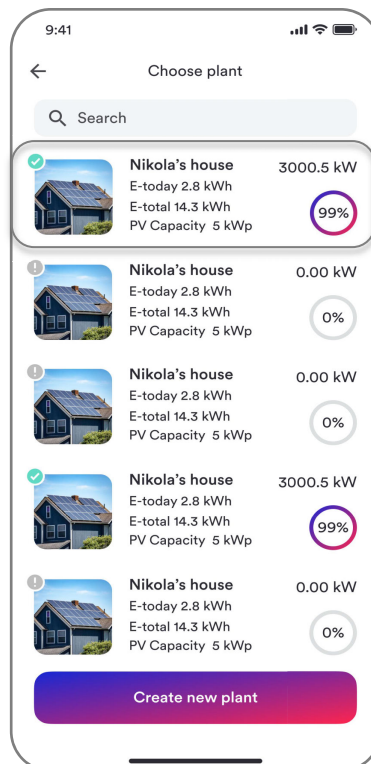 9:41
Choose plant
Search
Nikola's house
3000.5 kW
E-today 2.8 kWh
E-total 14.3 kWh
99%
PV Capacity 5 kWp
Nikola's house
0.00 kW
E-today 2.8 kWh
E-total 14.3 kWh
0%
PV Capacity 5 kWp
Nikola's house
0.00 kW
E-today 2.8 kWh
E-total 14.3 kWh
0%
PV Capacity 5 kWp
Nikola's house
3000.5 kW
E-today 2.8 kWh
E-total 14.3 kWh
99%
PV Capacity 5 kWp
Nikola's house
0.00 kW
E-today 2.8 kWh
E-total 14.3 kWh
0%
PV Capacity 5 kWp
Create new plant